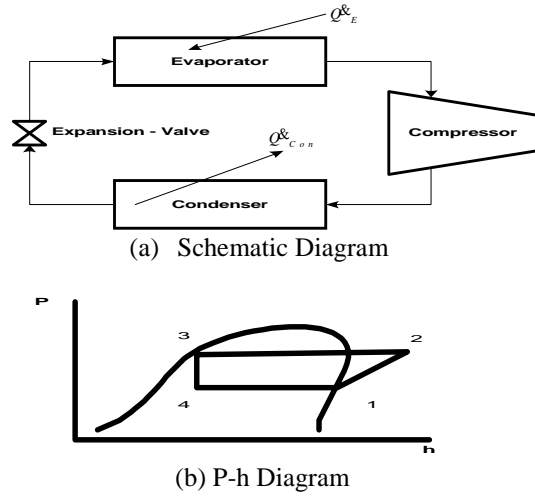 Q&E
Evaporator
Expansion - Valve
Compressor
Q&Con
Condenser
(a) Schematic Diagram
P
3
2
4
1
h
(b) P-h Diagram